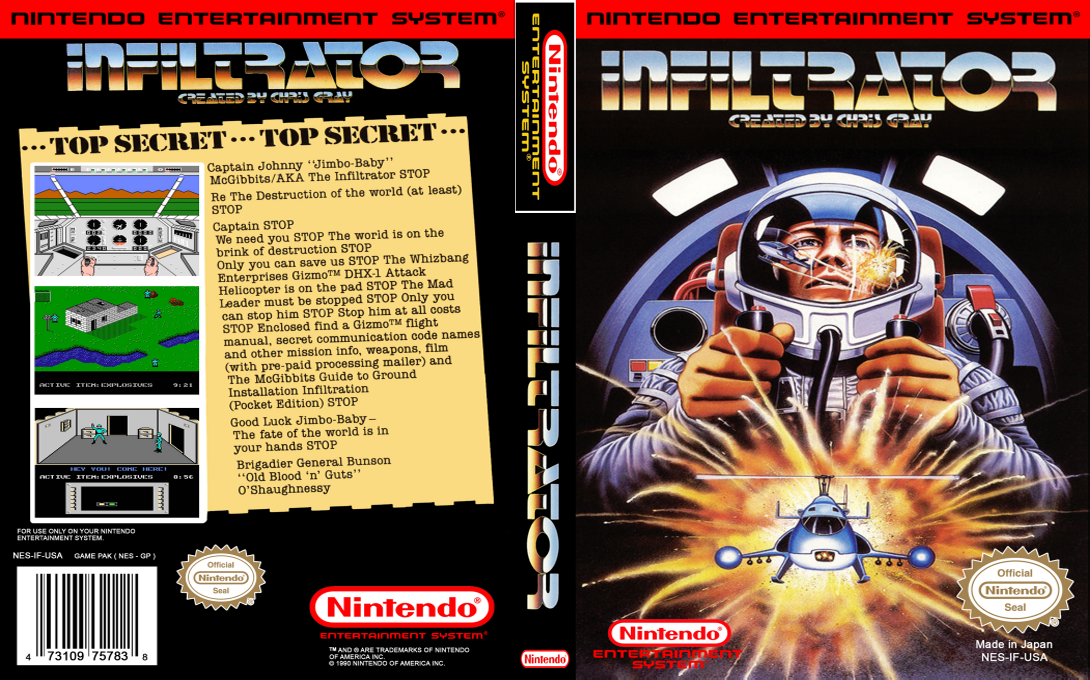 NINTENDO ENTERTAINMENT SYSTEM®
INFILTRATOR
CREATED BY CHRIS GRAY
... TOP SECRET ... TOP SECRET ...
Captain Johnny “Jimbo-Baby”
McGibbits/AKA The Infiltrator STOP
Re The Destruction of the world (at least)
STOP
Captain STOP
We need you STOP The world is on the
brink of destruction STOP
Only you can save us STOP The Whizbang
Enterprises Gizmo™ DHX-1 Attack
Helicopter is on the pad STOP The Mad
Leader must be stopped STOP Only you
can stop him STOP Stop him at all costs
STOP Enclosed find a Gizmo™ flight
manual, secret communication code names
and other mission info, weapons, film
(with pre-paid processing mailer) and
The McGibbits Guide to Ground
Installation Infiltration
(Pocket Edition) STOP
Good Luck Jimbo-Baby–
The fate of the world is in
your hands STOP
Brigadier General Bunson
“Old Blood ‘n’ Guts”
O’Shaughnessy
ACTIVE ITEM:EXPLOSIVES 9:21
HEY YOU! COME HERE!
ACTIVE ITEM:EXPLOSIVES 8:56
FOR USE ONLY ON YOUR NINTENDO
ENTERTAINMENT SYSTEM.
NES-IF-USA GAME PAK ( NES - GP )
4 73109 75783 8
Official
Nintendo
Seal
®
Nintendo®
ENTERTAINMENT SYSTEM®
™ AND ® ARE TRADEMARKS OF NINTENDO
OF AMERICA INC.
© 1990 NINTENDO OF AMERICA INC.
Nintendo®
ENTERTAINMENT
SYSTEM®
INFILTRATOR
Nintendo
NINTENDO ENTERTAINMENT SYSTEM®
INFILTRATOR
CREATED BY CHRIS GRAY
Nintendo®
ENTERTAINMENT
SYSTEM
Official
Nintendo
Seal
®
Made in Japan
NES-IF-USA